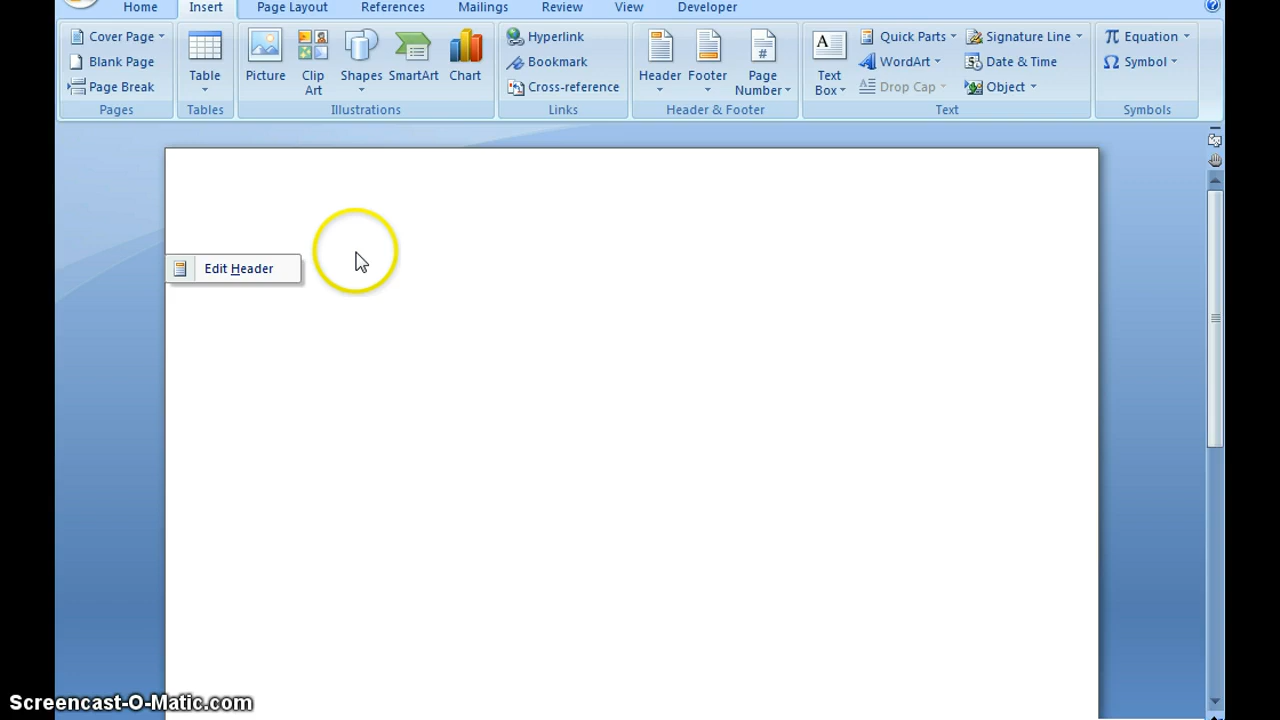 Home Insert Page Layout References Mailings Review View Developer
Cover Page
Blank Page
Page Break
Pages
Table
Tables
Picture
Clip Art
Shapes
SmartArt
Chart
Illustrations
Hyperlink
Bookmark
Cross-reference
Links
Header
Footer
Page Number
#
Header & Footer
A
Text Box
Quick Parts
WordArt
Drop Cap
Signature Line
Date & Time
Object
Text
π Equation
Ω Symbol
Symbols
Edit Header
Screencast-O-Matic.com